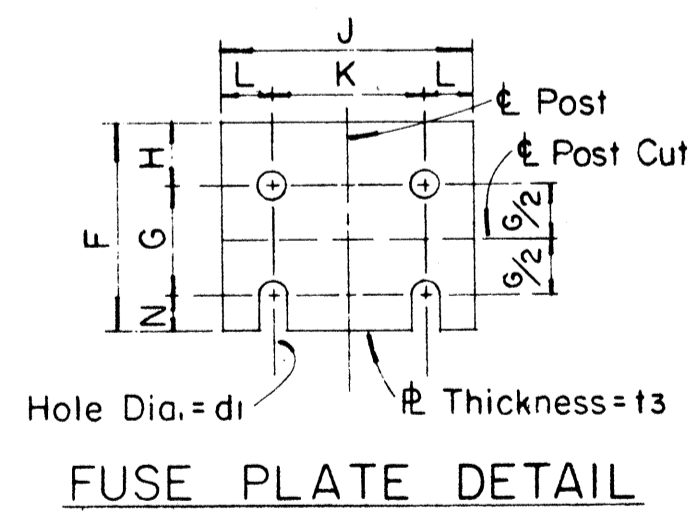 J
L K L
℄ Post
℄ Post Cut
H
F G
N
G/2
G/2
Hole Dia. = d1
⅊ Thickness = t3
FUSE PLATE DETAIL